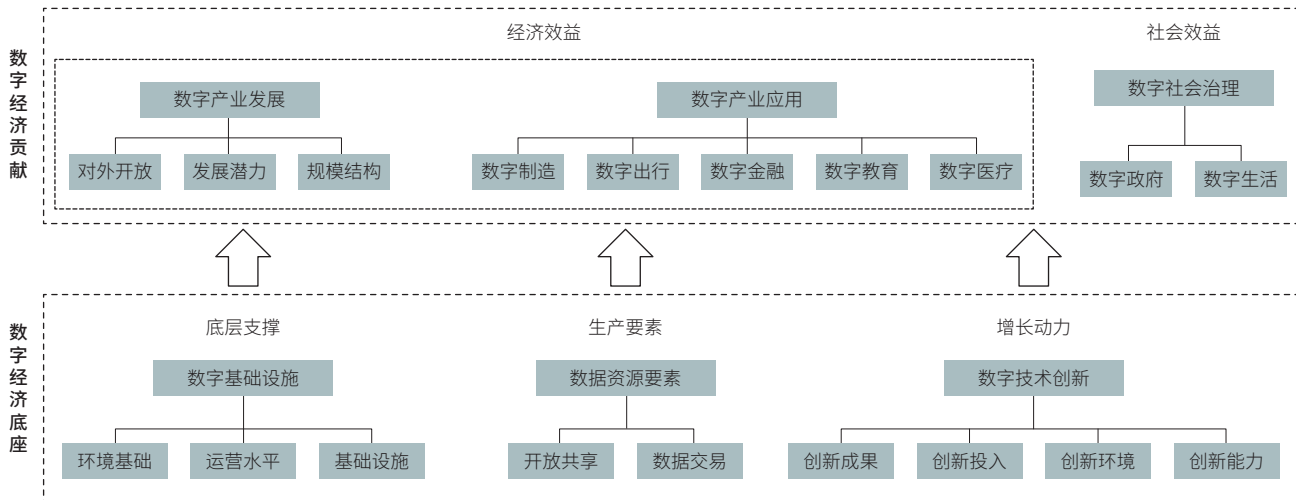 数字经济贡献
经济效益
社会效益
数字产业发展
数字产业应用
数字社会治理
对外开放
发展潜力
规模结构
数字制造
数字出行
数字金融
数字教育
数字医疗
数字政府
数字生活
数字经济底座
底层支撑
生产要素
增长动力
数字基础设施
数据资源要素
数字技术创新
环境基础
运营水平
基础设施
开放共享
数据交易
创新成果
创新投入
创新环境
创新能力